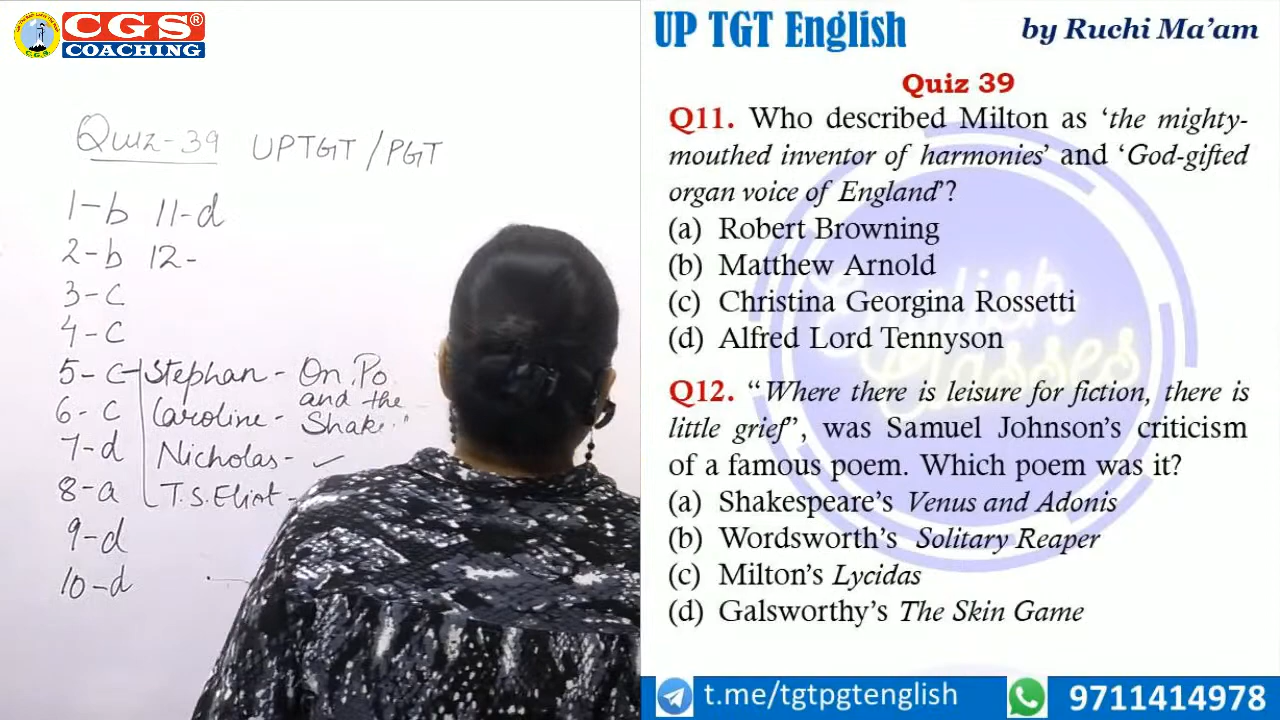 CGS®
COACHING
Quiz-39 UPTGT / PGT
1-b 11-d
2-b 12-
3-c
4-c
5-c Stephan - On Po
and the
6-c Caroline - Shake."
7-d Nicholas- ✓
8-a T.S.Eliot -
9-d
10-d
UP TGT English
by Ruchi Ma’am
Quiz 39
Q11. Who described Milton as ‘the mighty-
mouthed inventor of harmonies’ and ‘God-gifted
organ voice of England’?
(a) Robert Browning
(b) Matthew Arnold
(c) Christina Georgina Rossetti
(d) Alfred Lord Tennyson
Q12. “Where there is leisure for fiction, there is
little grief”, was Samuel Johnson’s criticism
of a famous poem. Which poem was it?
(a) Shakespeare’s Venus and Adonis
(b) Wordsworth’s Solitary Reaper
(c) Milton’s Lycidas
(d) Galsworthy’s The Skin Game
English
Classes
t.me/tgtpgtenglish
9711414978